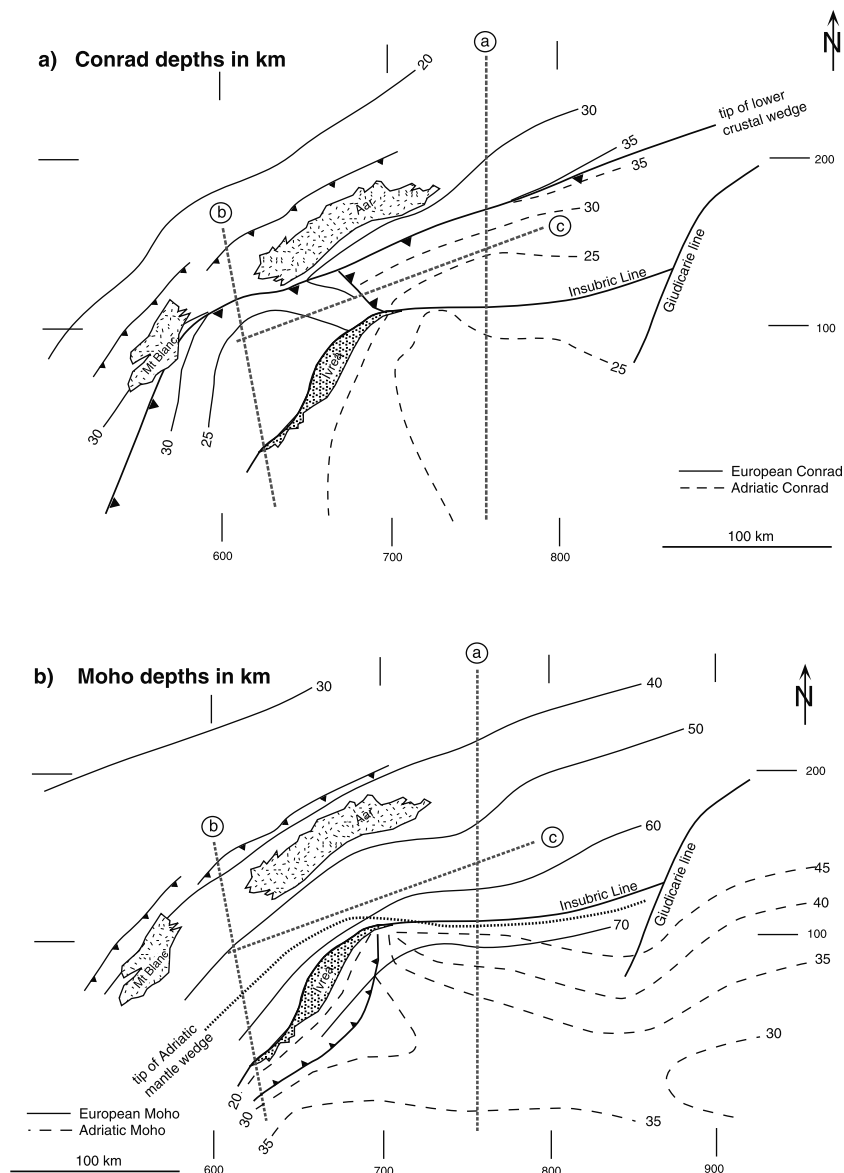 a) Conrad depths in km
N
20
a
30
tip of lower
crustal wedge
35
35
200
Aar
b
30
c
25
Insubric Line
Giudicarie line
100
Mt Blanc
Ivrea
25
30
30
25
European Conrad
Adriatic Conrad
600
700
800
100 km
b) Moho depths in km
N
30
a
40
50
200
Aar
b
c
60
Insubric Line
Giudicarie line
45
40
70
100
35
Mt Blanc
Ivrea
30
tip of Adriatic
mantle wedge
20
30
35
35
European Moho
Adriatic Moho
100 km
600
700
800
900